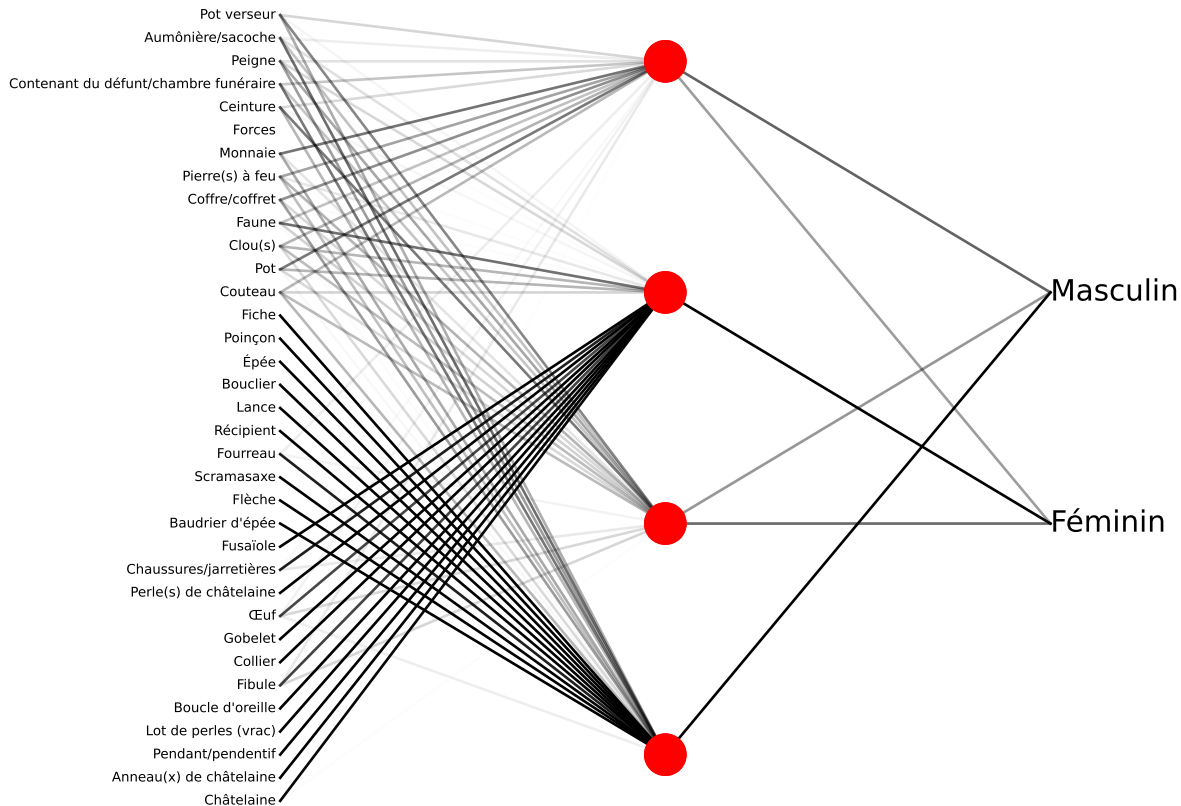 Pot verseur
Aumônière/sacoche
Peigne
Contenant du défunt/chambre funéraire
Ceinture
Forces
Monnaie
Pierre(s) à feu
Coffre/coffret
Faune
Clou(s)
Pot
Couteau
Masculin
Fiche
Poinçon
Épée
Bouclier
Lance
Récipient
Fourreau
Scramasaxe
Flèche
Baudrier d'épée
Féminin
Fusaïole
Chaussures/jarretières
Perle(s) de châtelaine
Œuf
Gobelet
Collier
Fibule
Boucle d'oreille
Lot de perles (vrac)
Pendant/pendentif
Anneau(x) de châtelaine
Châtelaine